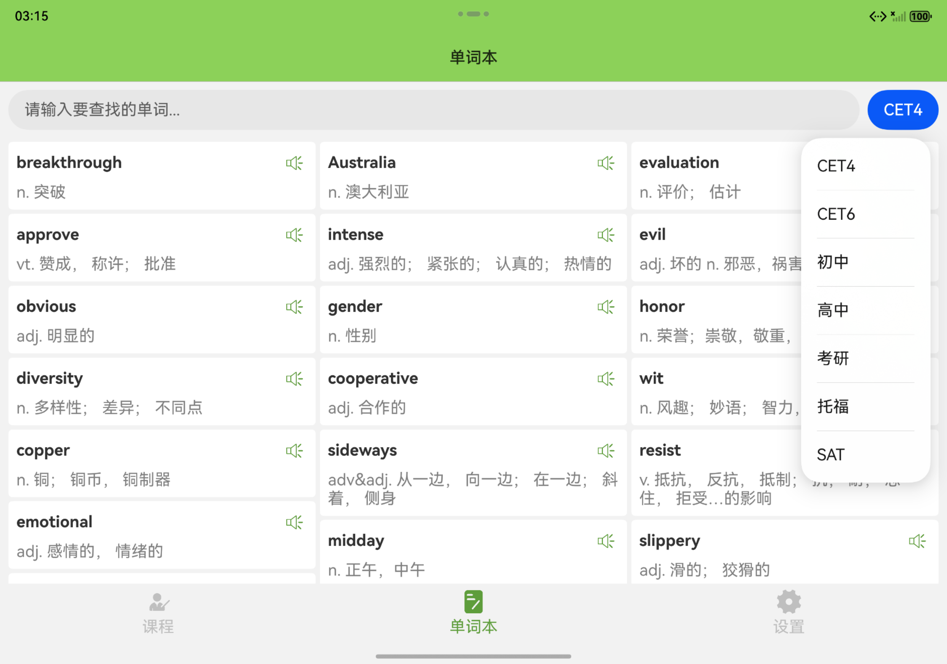 03:15
100
单词本
请输入要查找的单词...
CET4
breakthrough
n. 突破
Australia
n. 澳大利亚
evaluation
n. 评价； 估计
CET4
CET6
初中
高中
考研
托福
SAT
approve
vt. 赞成， 称许； 批准
intense
adj. 强烈的； 紧张的； 认真的； 热情的
evil
adj. 坏的 n. 邪恶，祸害
obvious
adj. 明显的
gender
n. 性别
honor
n. 荣誉； 崇敬，敬重，
diversity
n. 多样性； 差异； 不同点
cooperative
adj. 合作的
wit
n. 风趣； 妙语； 智力，
copper
n. 铜； 铜币， 铜制器
sideways
adv&adj. 从一边， 向一边； 在一边； 斜
着， 侧身
resist
v. 抵抗， 反抗， 抵制；
住， 拒受…的影响
emotional
adj. 感情的， 情绪的
midday
n. 正午，中午
slippery
adj. 滑的； 狡猾的
课程
单词本
设置